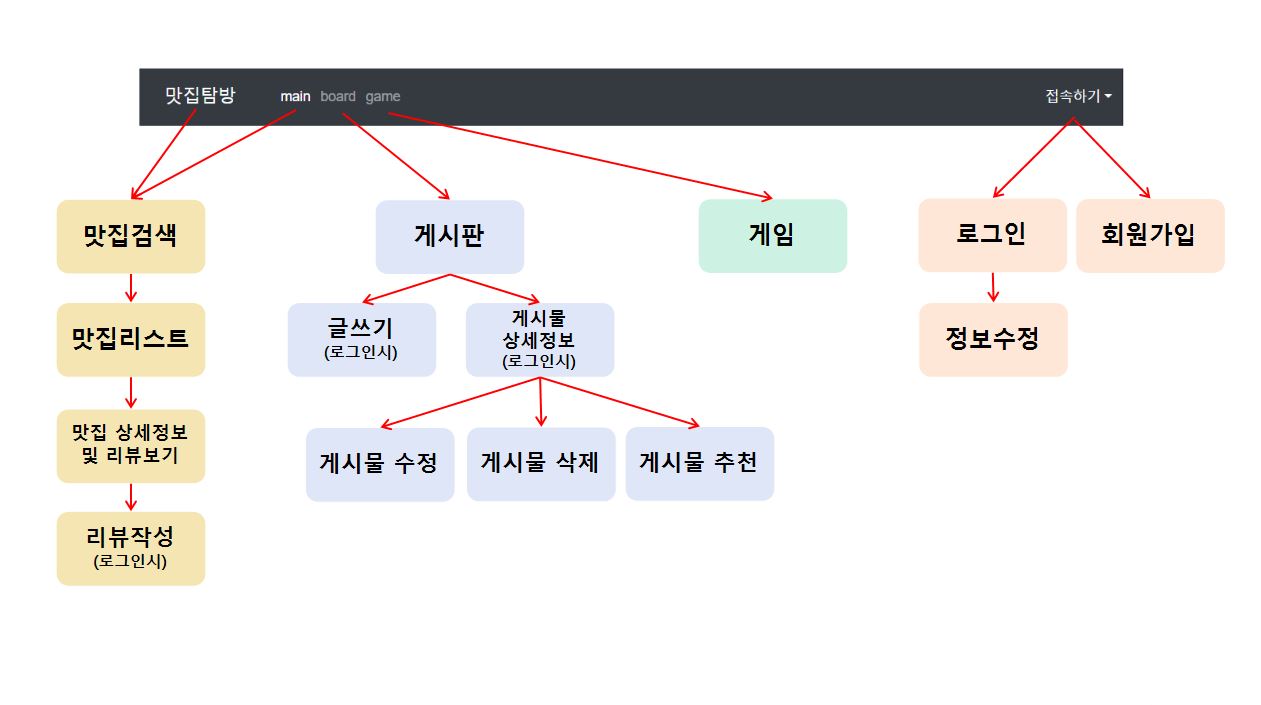 맛집탐방 main board game 접속하기
맛집검색
게시판
게임
로그인
회원가입
맛집리스트
글쓰기
(로그인시)
게시물
상세정보
(로그인시)
정보수정
맛집 상세정보
및 리뷰보기
게시물 수정
게시물 삭제
게시물 추천
리뷰작성
(로그인시)